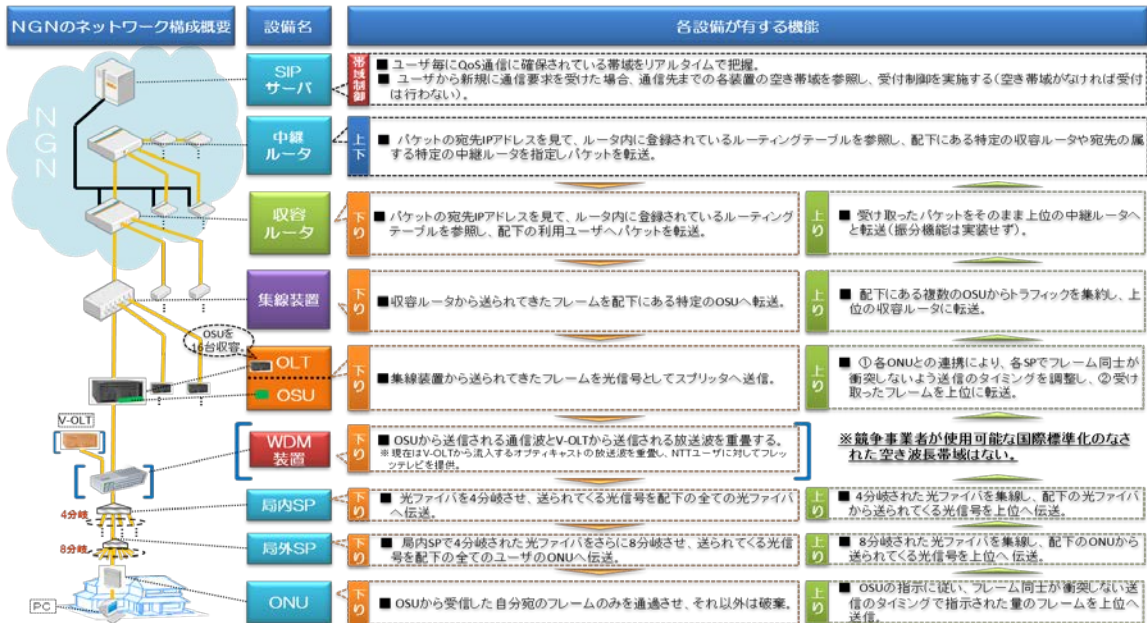 NGNのネットワーク構成概要
設備名
各設備が有する機能
NGN
SIP
サーバ
帯域制御
■ ユーザ毎にQoS通信に確保されている帯域をリアルタイムで把握。
■ ユーザから新規に通信要求を受けた場合、通信先までの各装置の空き帯域を参照し、受付制御を実施する(空き帯域がなければ受付
は行わない)。
中継
ルータ
上下
■ パケットの宛先IPアドレスを見て、ルータ内に登録されているルーティングテーブルを参照し、配下にある特定の収容ルータや宛先の属
する特定の中継ルータを指定しパケットを転送。
収容
ルータ
下り
■パケットの宛先IPアドレスを見て、ルータ内に登録されているルーティング
テーブルを参照し、配下の利用ユーザへパケットを転送。
上り
■ 受け取ったパケットをそのまま上位の中継ルータへ
と転送(振分機能は実装せず)。
集線装置
下り
■収容ルータから送られてきたフレームを配下にある特定のOSUへ転送。
上り
■ 配下にある複数のOSUからトラフィックを集約し、上
位の収容ルータに転送。
OSUを
16台収容。
OLT
OSU
下り
■集線装置から送られてきたフレームを光信号としてスプリッタへ送信。
上り
■ ①各ONUとの連携により、各SPでフレーム同士が
衝突しないよう送信のタイミングを調整し、②受け
取ったフレームを上位に転送。
V-OLT
WDM
装置
下り
■ OSUから送信される通信波とV-OLTから送信される放送波を重畳する。
※現在はV-OLTから流入するオプティキャストの放送波を重畳し、NTTユーザに対してフレッ
ツテレビを提供。
※競争事業者が使用可能な国際標準化のなさ
された空き波長帯域はない。
4分岐
局内SP
下り
■ 光ファイバを4分岐させ、送られてくる光信号を配下の全ての光ファイバ
へ伝送。
上り
■ 4分岐された光ファイバを集線し、配下の光ファイバ
から送られてくる光信号を上位へ伝送。
8分岐
局外SP
下り
■ 局内SPで4分岐された光ファイバをさらに8分岐させ、送られてくる光信
号を配下の全てのユーザのONUへ伝送。
上り
■ 8分岐された光ファイバを集線し、配下のONUから
送られてくる光信号を上位へ伝送。
PC
ONU
下り
■OSUから受信した自分宛のフレームのみを通過させ、それ以外は破棄。
上り
■ OSUの指示に従い、フレーム同士が衝突しない送
信のタイミングで指示された量のフレームを上位へ
送信。